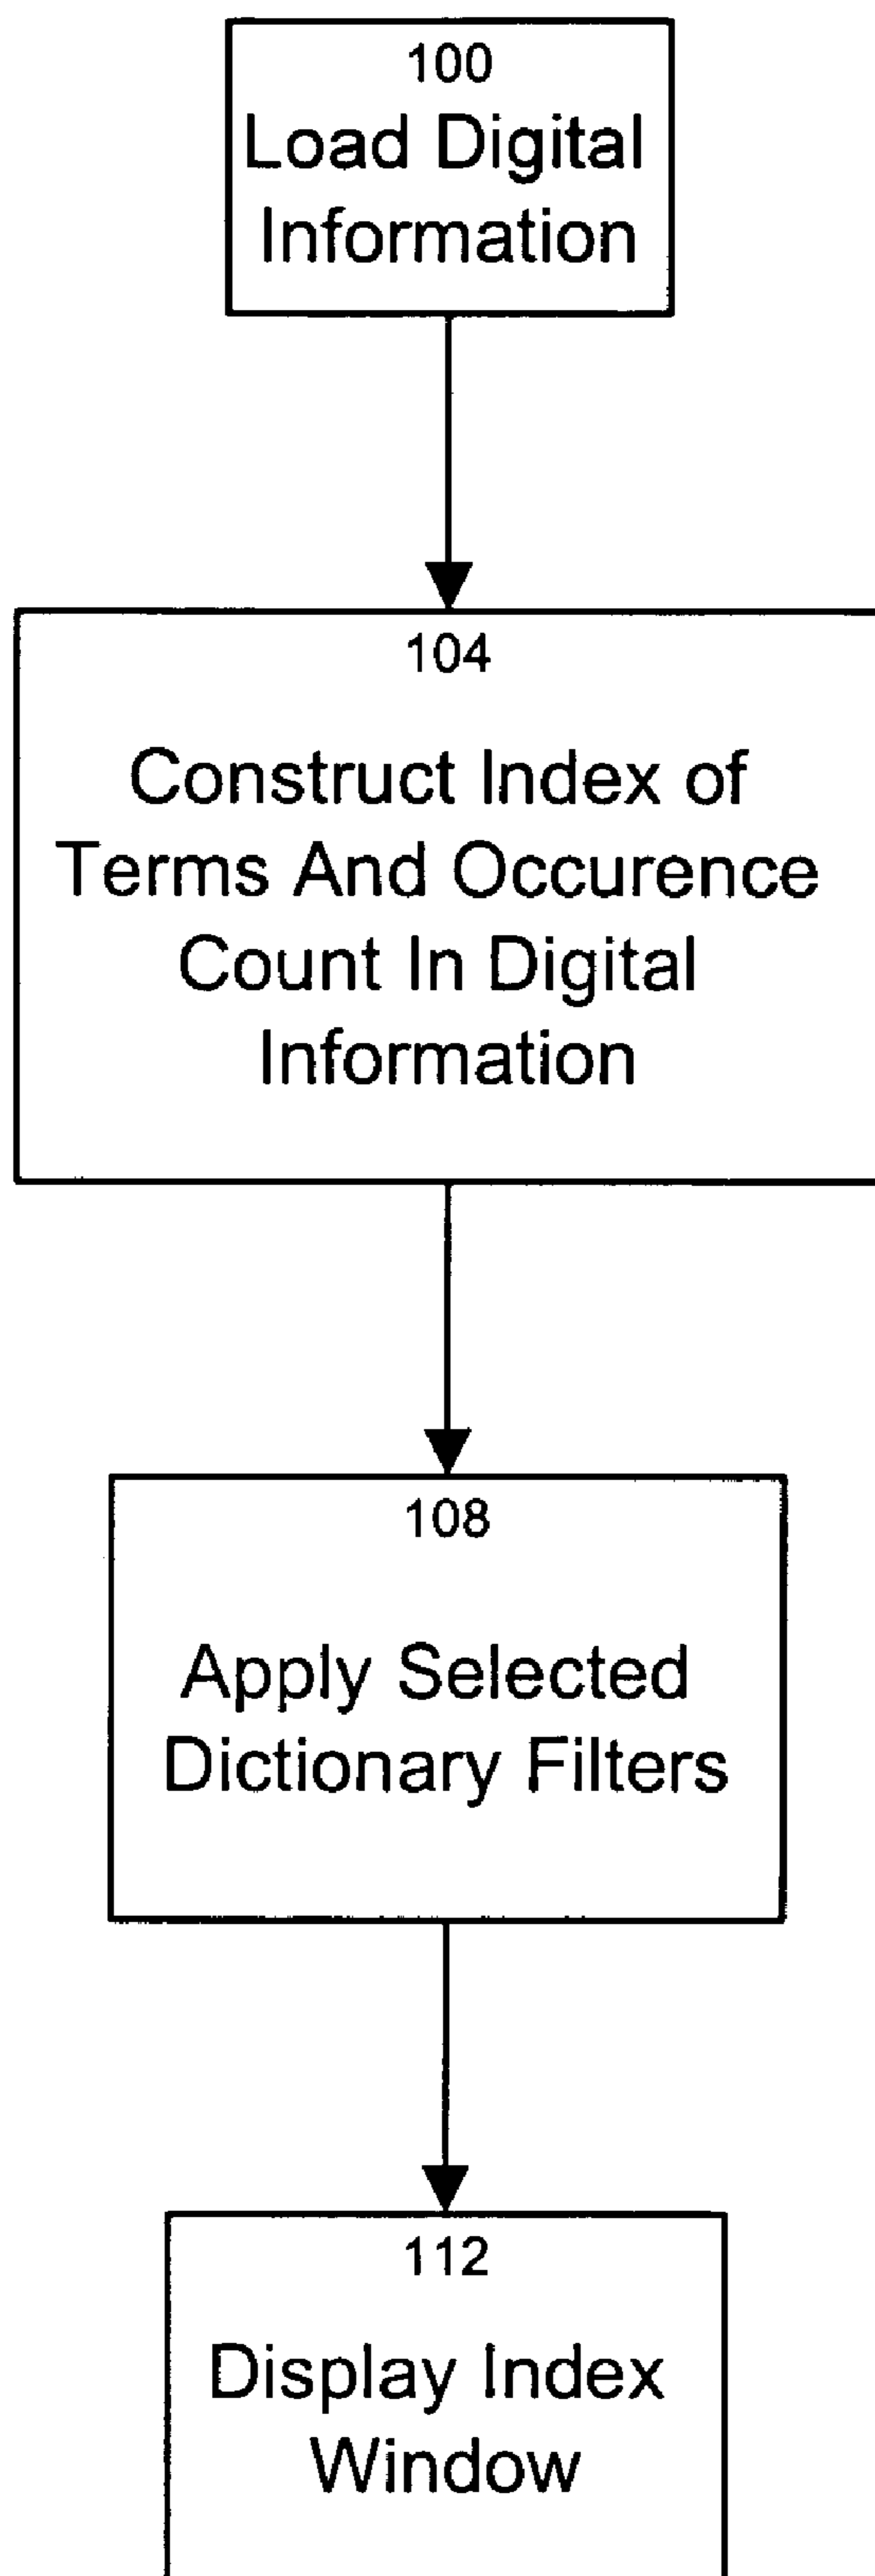 100
Load Digital
Information
104
Construct Index of
Terms And Occurence
Count In Digital
Information
108
Apply Selected
Dictionary Filters
112
Display Index
Window